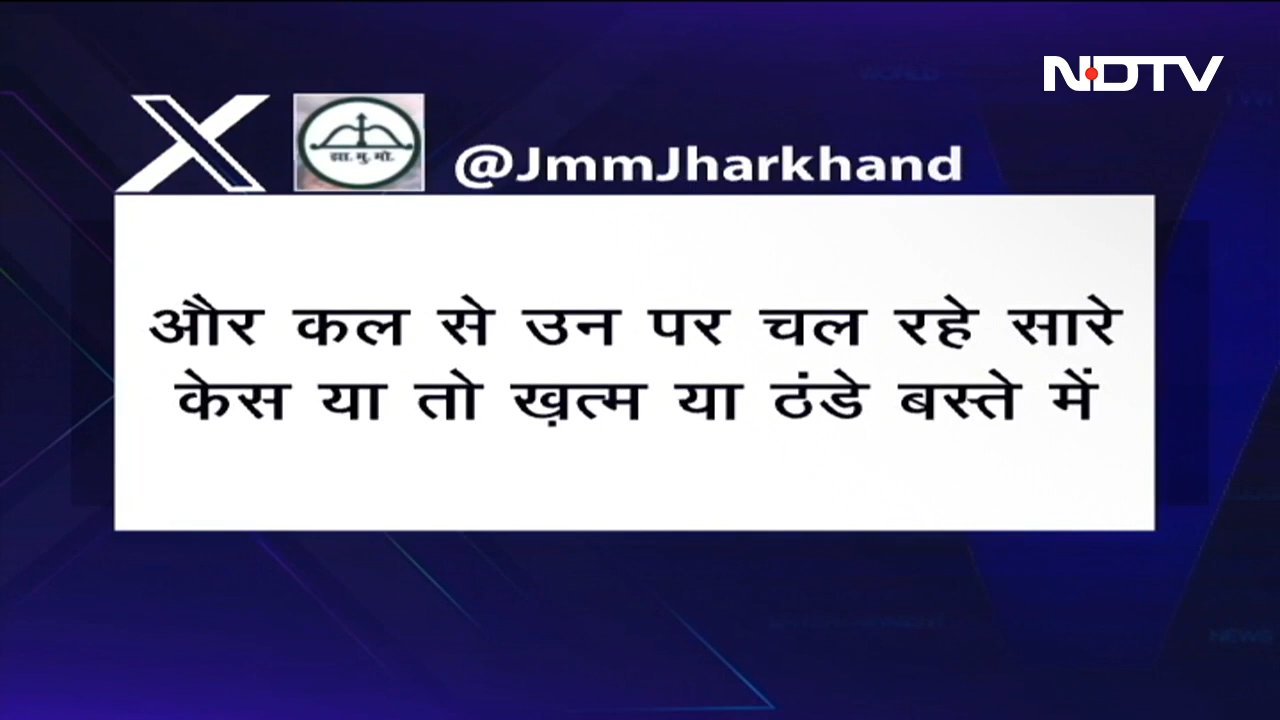 NDTV
झा.मु.मो.
@JmmJharkhand
और कल से उन पर चल रहे सारे
केस या तो ख़त्म या ठंडे बस्ते में